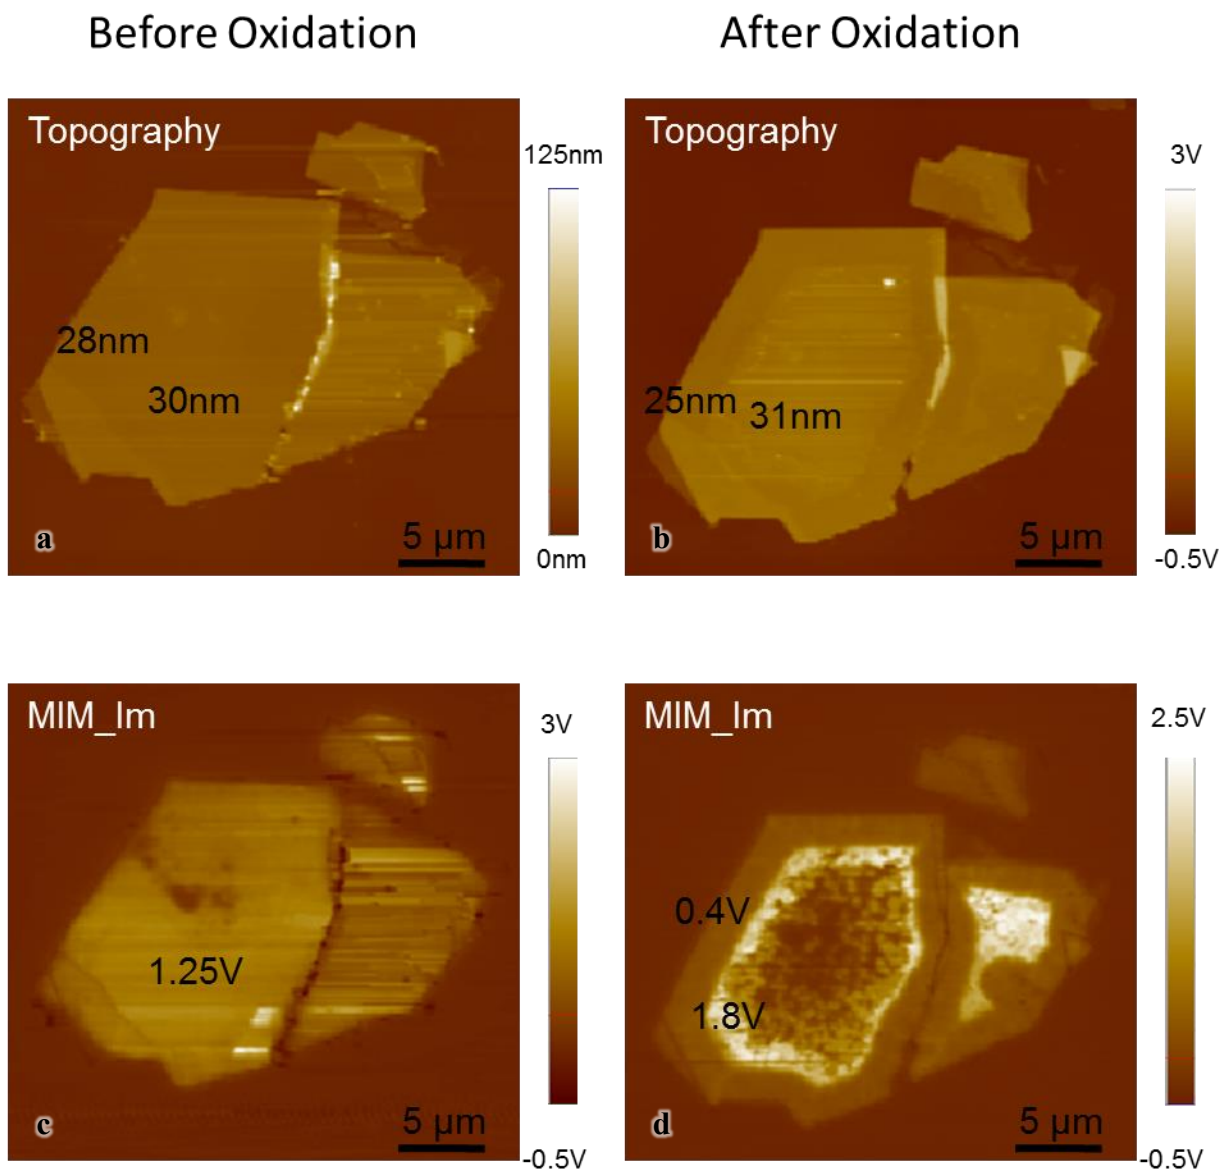 Before Oxidation
After Oxidation
Topography
125nm
28nm
30nm
a
5 μm
0nm
Topography
3V
25nm
31nm
b
5 μm
-0.5V
MIM_Im
3V
1.25V
c
5 μm
-0.5V
MIM_Im
2.5V
0.4V
1.8V
d
5 μm
-0.5V